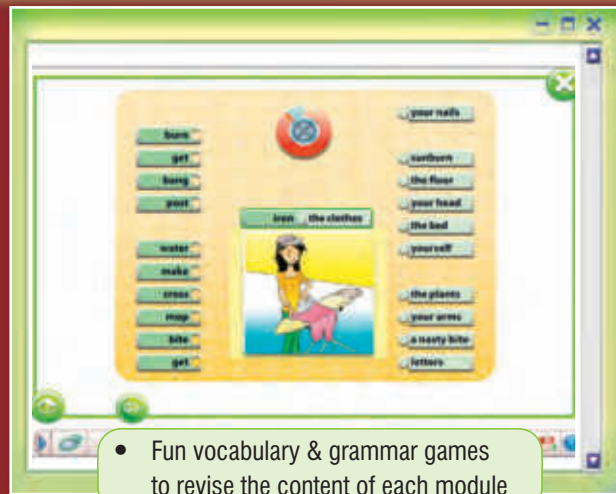 your nails
burn
get
bang
post
sunburn
the floor
your head
the bed
yourself
iron the clothes
water
make
cross
mop
bite
get
the plants
your arms
a nasty bite
letters
• Fun vocabulary & grammar games
to revise the content of each module